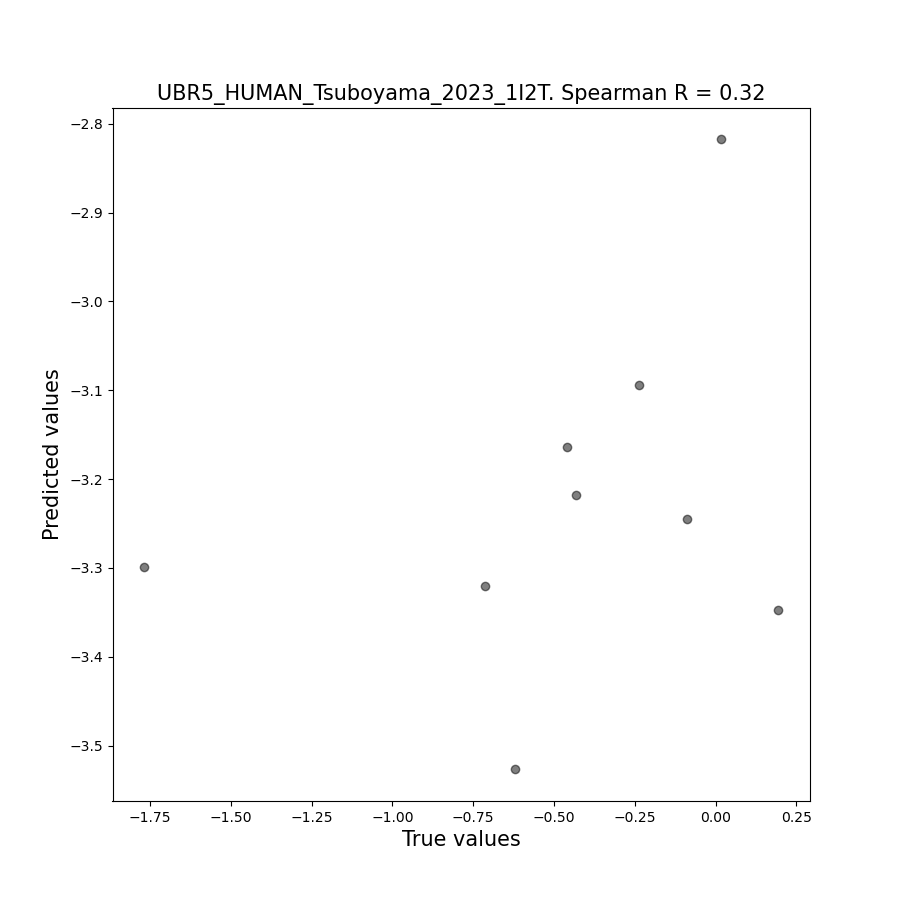 UBR5_HUMAN_Tsuboyama_2023_1I2T. Spearman R = 0.32
−2.8
−2.9
−3.0
−3.1
−3.2
−3.3
−3.4
−3.5
Predicted values
−1.75 −1.50 −1.25 −1.00 −0.75 −0.50 −0.25 0.00 0.25
True values